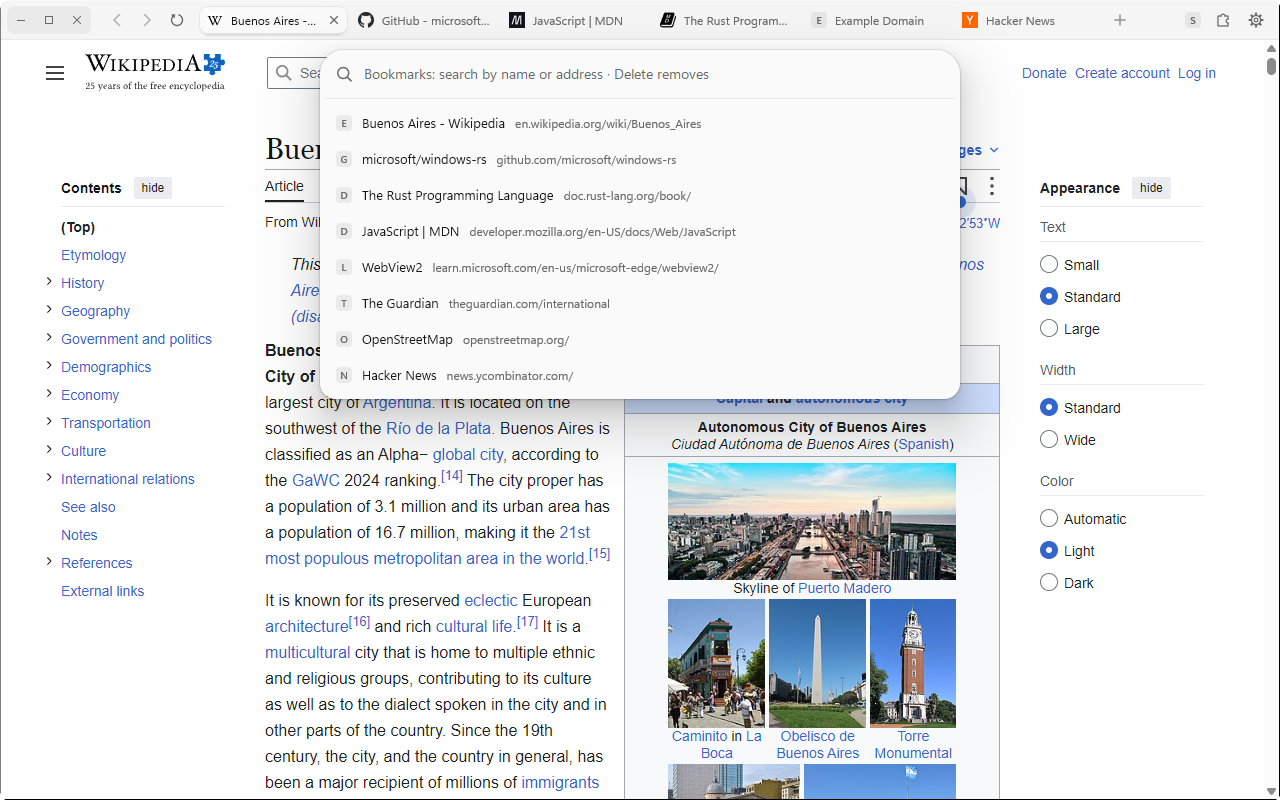 Buenos Aires -...
GitHub - microsoft...
JavaScript | MDN
The Rust Program...
E
Example Domain
Y
Hacker News
S
WIKIPEDIA 25
25 years of the free encyclopedia
Sea
Donate
Create account
Log in
Bookmarks: search by name or address · Delete removes
E Buenos Aires - Wikipedia en.wikipedia.org/wiki/Buenos_Aires
G microsoft/windows-rs github.com/microsoft/windows-rs
D The Rust Programming Language doc.rust-lang.org/book/
D JavaScript | MDN developer.mozilla.org/en-US/docs/Web/JavaScript
L WebView2 learn.microsoft.com/en-us/microsoft-edge/webview2/
T The Guardian theguardian.com/international
O OpenStreetMap openstreetmap.org/
N Hacker News news.ycombinator.com/
Contents hide
(Top)
Etymology
History
Geography
Government and politics
Demographics
Economy
Transportation
Culture
International relations
See also
Notes
References
External links
Article
This
(disa
Buenos
City of
largest city of Argentina. It is located on the
southwest of the Río de la Plata. Buenos Aires is
classified as an Alpha− global city, according to
the GaWC 2024 ranking.[14] The city proper has
a population of 3.1 million and its urban area has
a population of 16.7 million, making it the 21st
most populous metropolitan area in the world.[15]
It is known for its preserved eclectic European
architecture[16] and rich cultural life.[17] It is a
multicultural city that is home to multiple ethnic
and religious groups, contributing to its culture
as well as to the dialect spoken in the city and in
other parts of the country. Since the 19th
century, the city, and the country in general, has
been a major recipient of millions of immigrants
2′53″W
Capital and autonomous city
Autonomous City of Buenos Aires
Ciudad Autónoma de Buenos Aires (Spanish)
Skyline of Puerto Madero
Caminito in La
Boca
Obelisco de
Buenos Aires
Torre
Monumental
Appearance hide
Text
Small
Standard
Large
Width
Standard
Wide
Color
Automatic
Light
Dark